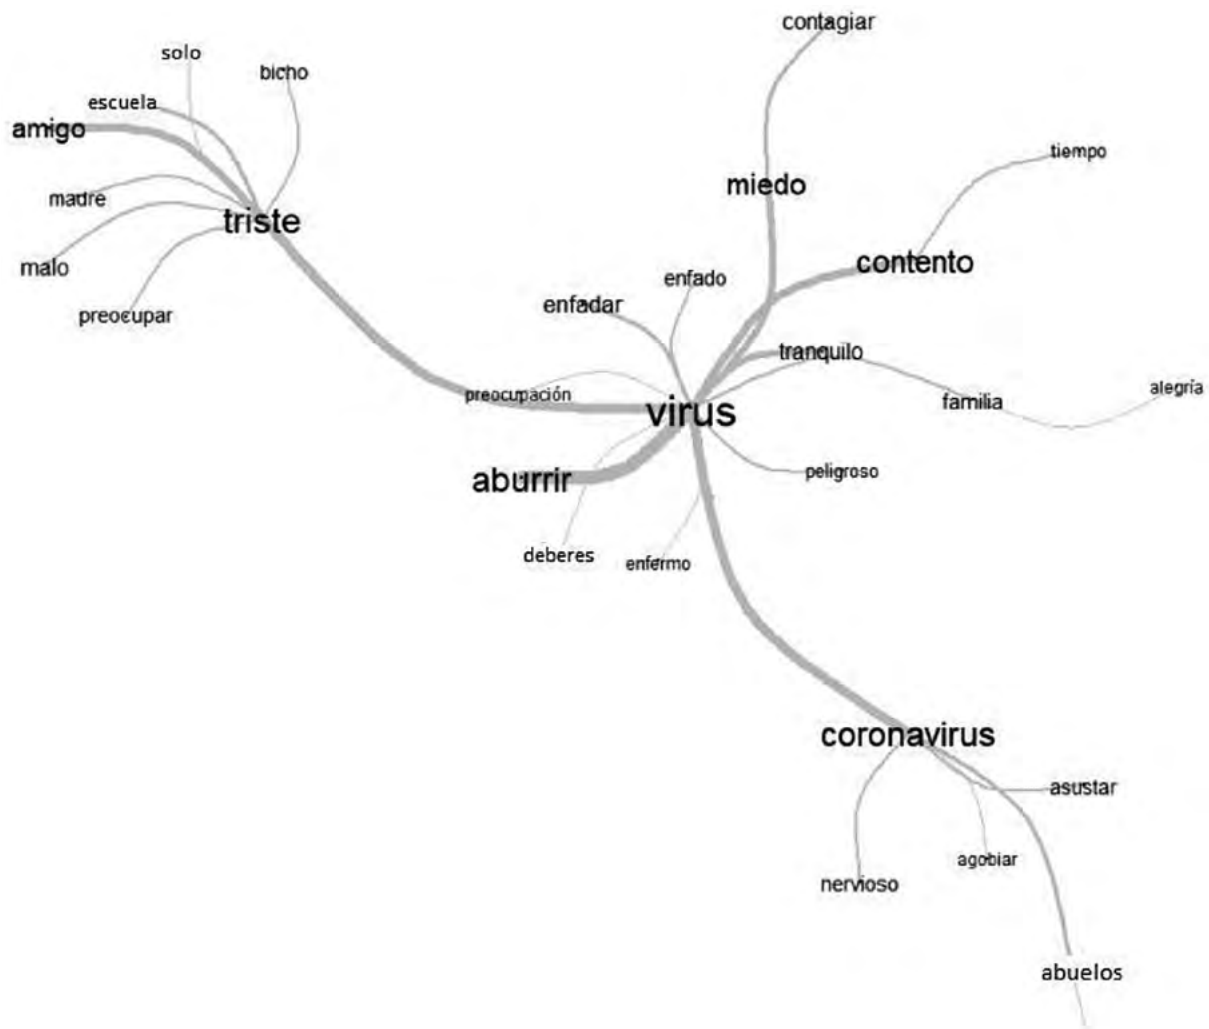 contagiar
solo
bicho
escuela
amigo
tiempo
miedo
madre
triste
contento
malo
enfado
enfadar
preocupar
tranquilo
alegría
preocupación
familia
virus
peligroso
aburrir
deberes
enfermo
coronavirus
asustar
agobiar
nervioso
abuelos